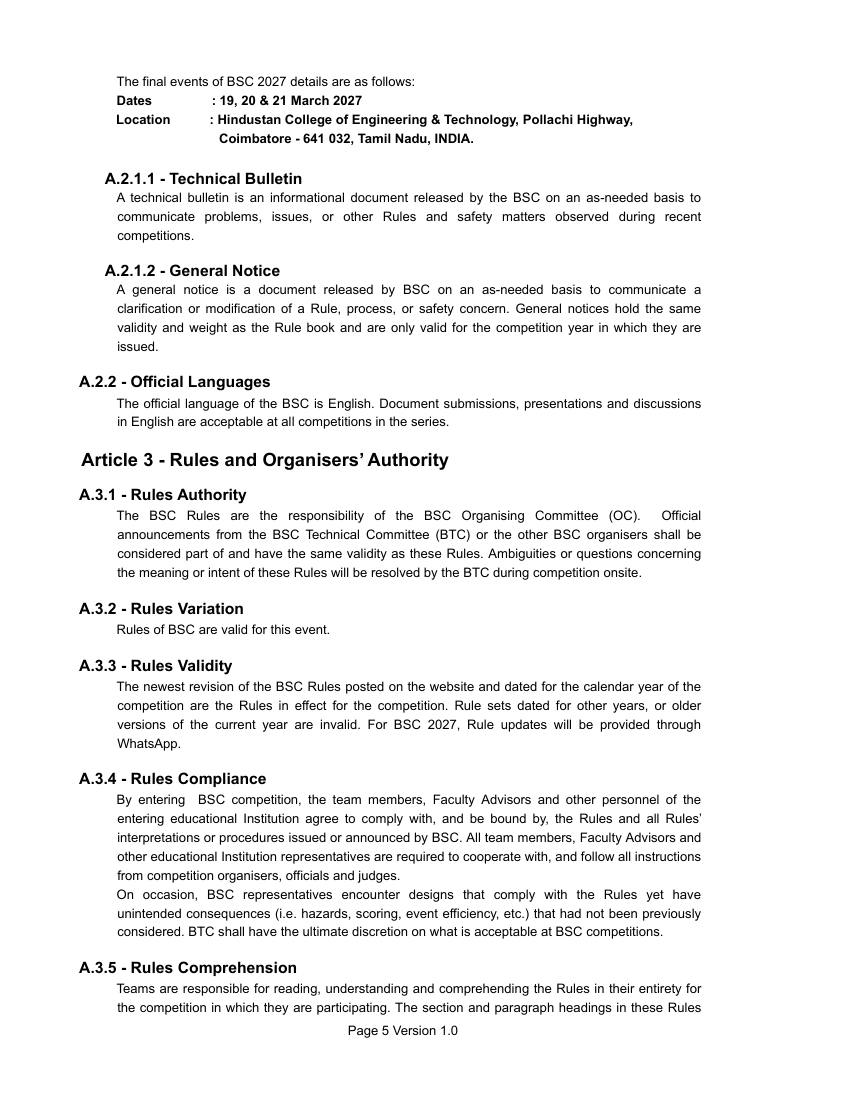 The final events of BSC 2027 details are as follows:
Dates : 19, 20 & 21 March 2027
Location : Hindustan College of Engineering & Technology, Pollachi Highway,
Coimbatore - 641 032, Tamil Nadu, INDIA.
A.2.1.1 - Technical Bulletin
A technical bulletin is an informational document released by the BSC on an as-needed basis to
communicate problems, issues, or other Rules and safety matters observed during recent
competitions.
A.2.1.2 - General Notice
A general notice is a document released by BSC on an as-needed basis to communicate a
clarification or modification of a Rule, process, or safety concern. General notices hold the same
validity and weight as the Rule book and are only valid for the competition year in which they are
issued.
A.2.2 - Official Languages
The official language of the BSC is English. Document submissions, presentations and discussions
in English are acceptable at all competitions in the series.
Article 3 - Rules and Organisers’ Authority
A.3.1 - Rules Authority
The BSC Rules are the responsibility of the BSC Organising Committee (OC). Official
announcements from the BSC Technical Committee (BTC) or the other BSC organisers shall be
considered part of and have the same validity as these Rules. Ambiguities or questions concerning
the meaning or intent of these Rules will be resolved by the BTC during competition onsite.
A.3.2 - Rules Variation
Rules of BSC are valid for this event.
A.3.3 - Rules Validity
The newest revision of the BSC Rules posted on the website and dated for the calendar year of the
competition are the Rules in effect for the competition. Rule sets dated for other years, or older
versions of the current year are invalid. For BSC 2027, Rule updates will be provided through
WhatsApp.
A.3.4 - Rules Compliance
By entering BSC competition, the team members, Faculty Advisors and other personnel of the
entering educational Institution agree to comply with, and be bound by, the Rules and all Rules’
interpretations or procedures issued or announced by BSC. All team members, Faculty Advisors and
other educational Institution representatives are required to cooperate with, and follow all instructions
from competition organisers, officials and judges.
On occasion, BSC representatives encounter designs that comply with the Rules yet have
unintended consequences (i.e. hazards, scoring, event efficiency, etc.) that had not been previously
considered. BTC shall have the ultimate discretion on what is acceptable at BSC competitions.
A.3.5 - Rules Comprehension
Teams are responsible for reading, understanding and comprehending the Rules in their entirety for
the competition in which they are participating. The section and paragraph headings in these Rules
Page 5 Version 1.0